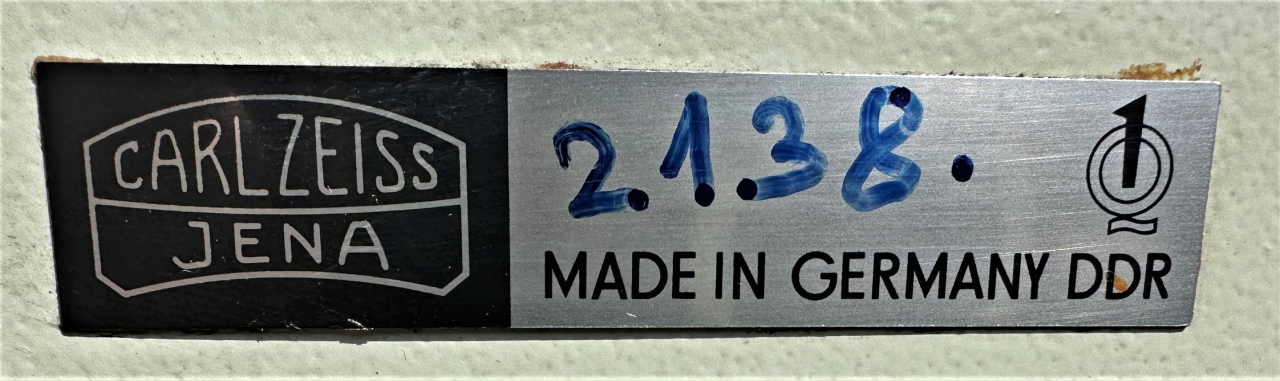 CARL ZEISS
JENA
2.1.38.
MADE IN GERMANY DDR
1
Q